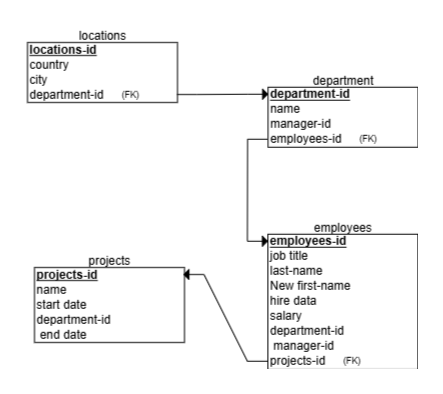 locations
locations-id
country
city
department-id (FK)
department
department-id
name
manager-id
employees-id (FK)
employees
employees-id
job title
last-name
New first-name
hire data
salary
department-id
manager-id
projects-id (FK)
projects
projects-id
name
start date
department-id
end date